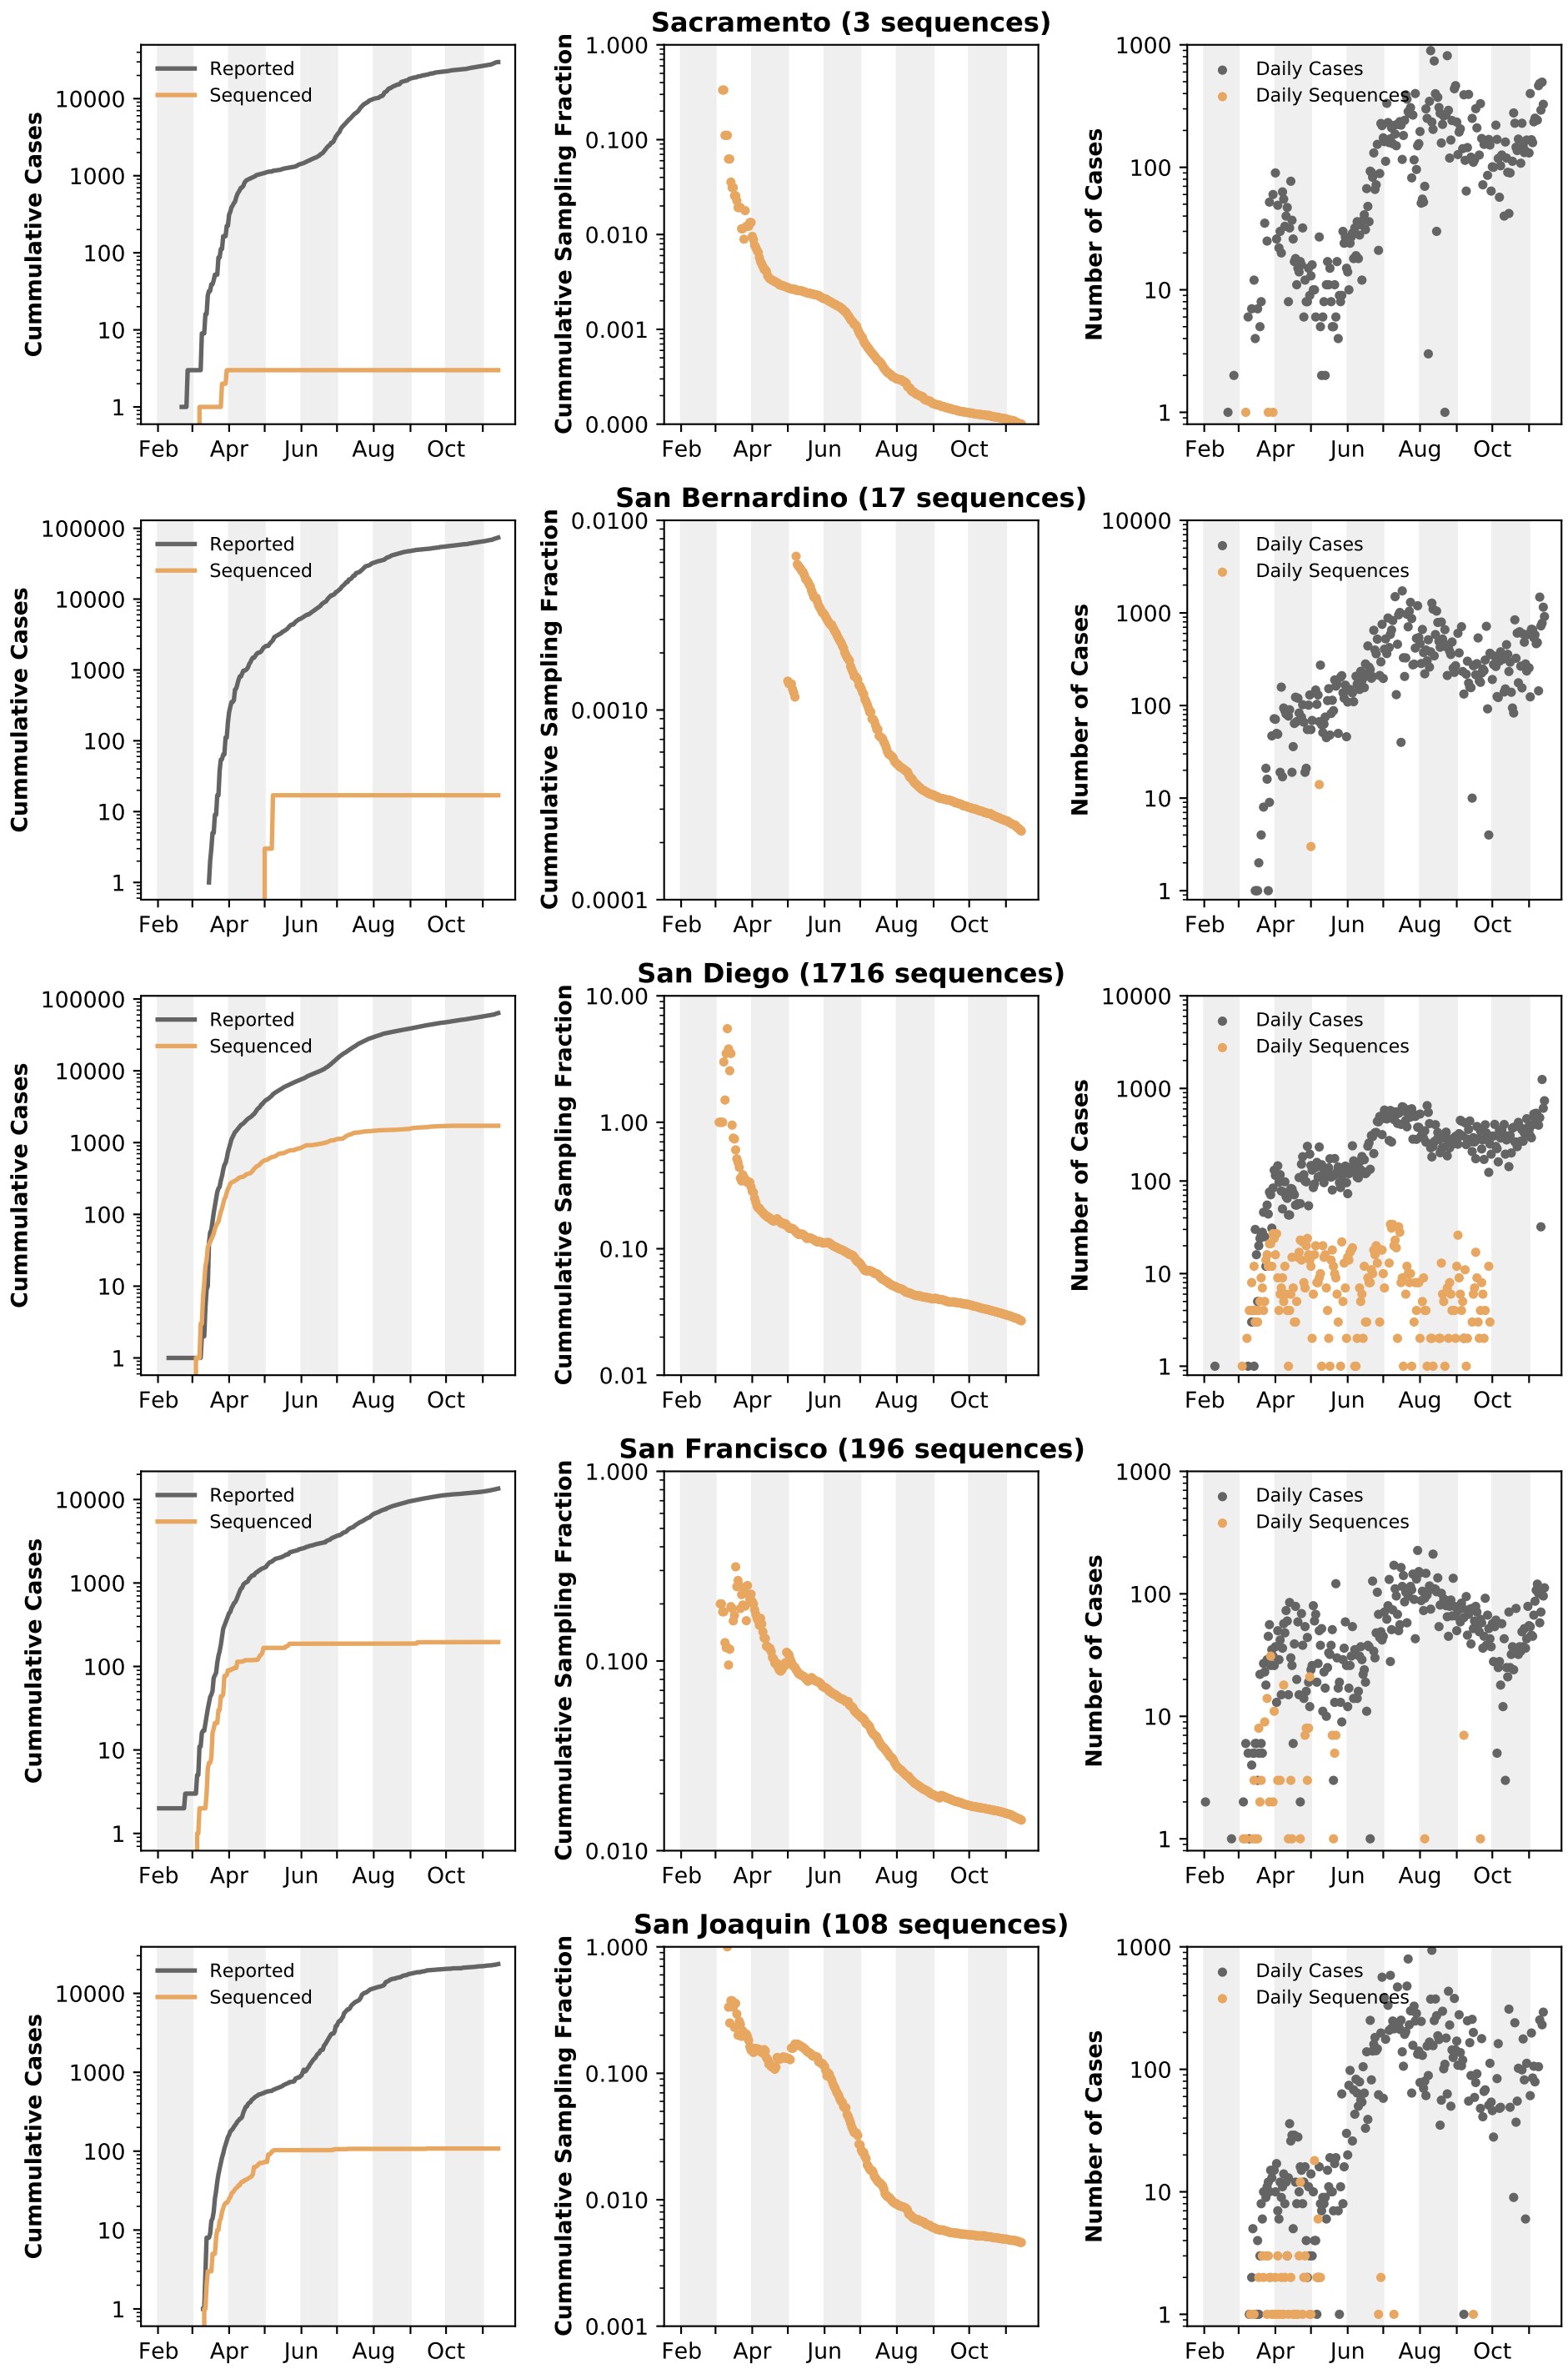 Sacramento (3 sequences)
Cummulative Cases
10000
1000
100
10
1
Reported
Sequenced
Feb Apr Jun Aug Oct
Cummulative Sampling Fraction
1.000
0.100
0.010
0.001
0.000
Feb Apr Jun Aug Oct
Number of Cases
1000
100
10
1
Daily Cases
Daily Sequences
Feb Apr Jun Aug Oct
San Bernardino (17 sequences)
Cummulative Cases
100000
10000
1000
100
10
1
Reported
Sequenced
Feb Apr Jun Aug Oct
Cummulative Sampling Fraction
0.0100
0.0010
0.0001
Feb Apr Jun Aug Oct
Number of Cases
10000
1000
100
10
1
Daily Cases
Daily Sequences
Feb Apr Jun Aug Oct
San Diego (1716 sequences)
Cummulative Cases
100000
10000
1000
100
10
1
Reported
Sequenced
Feb Apr Jun Aug Oct
Cummulative Sampling Fraction
10.00
1.00
0.10
0.01
Feb Apr Jun Aug Oct
Number of Cases
10000
1000
100
10
1
Daily Cases
Daily Sequences
Feb Apr Jun Aug Oct
San Francisco (196 sequences)
Cummulative Cases
10000
1000
100
10
1
Reported
Sequenced
Feb Apr Jun Aug Oct
Cummulative Sampling Fraction
1.000
0.100
0.010
Feb Apr Jun Aug Oct
Number of Cases
1000
100
10
1
Daily Cases
Daily Sequences
Feb Apr Jun Aug Oct
San Joaquin (108 sequences)
Cummulative Cases
10000
1000
100
10
1
Reported
Sequenced
Feb Apr Jun Aug Oct
Cummulative Sampling Fraction
1.000
0.100
0.010
0.001
Feb Apr Jun Aug Oct
Number of Cases
1000
100
10
1
Daily Cases
Daily Sequences
Feb Apr Jun Aug Oct